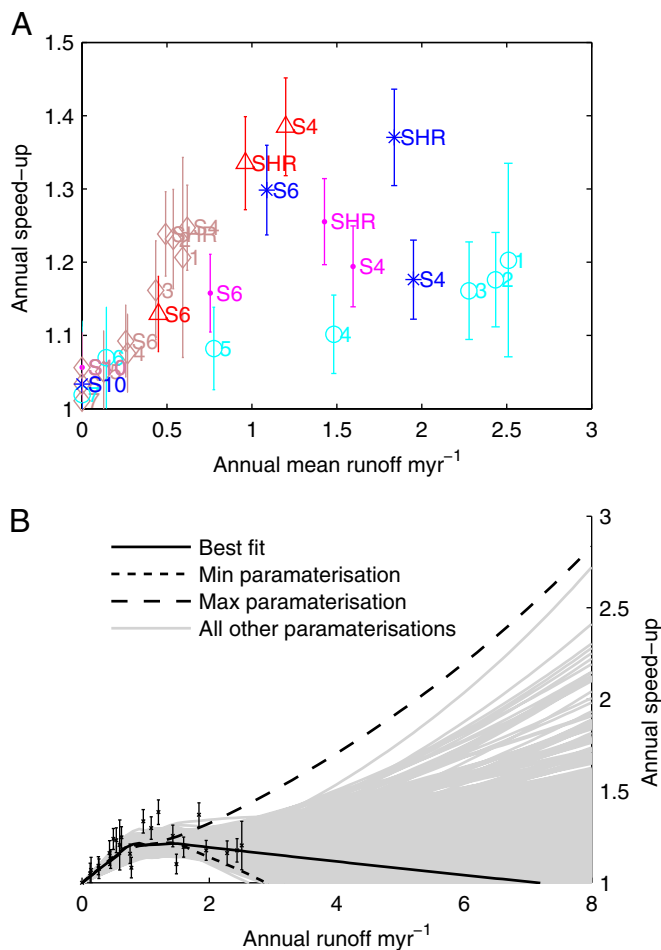 A
1.5
1.4
1.3
1.2
1.1
1
Annual speed-up
S4
SHR
SHR
S6
SHR
S4
S4
S6
S4
1
2
3
1
3
S6
S6
4
4
5
6
S10
S10
0
0.5
1
1.5
2
2.5
3
Annual mean runoff myr⁻¹
B
Best fit
Min paramaterisation
Max paramaterisation
All other paramaterisations
3
2.5
2
1.5
1
Annual speed-up
0
2
4
6
8
Annual runoff myr⁻¹